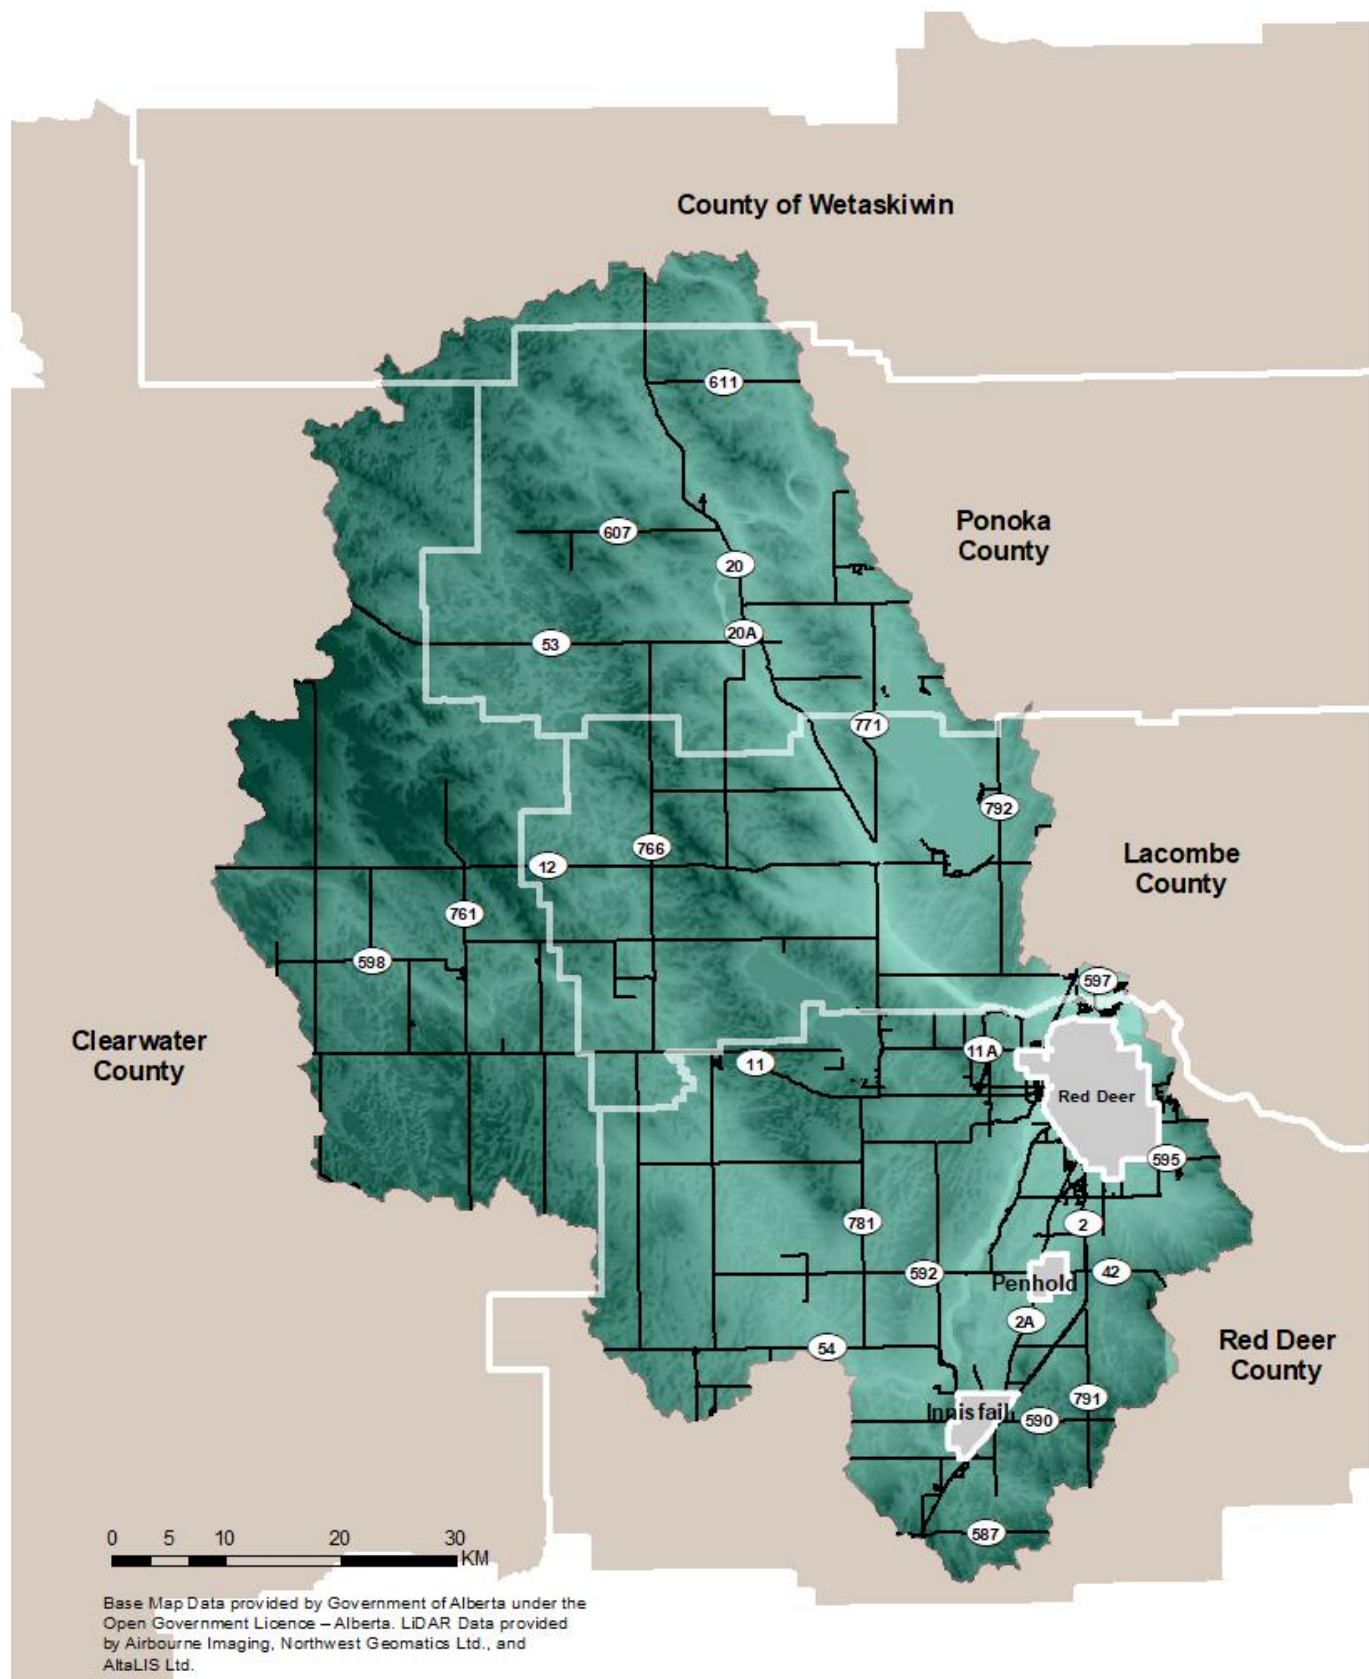 County of Wetaskiwin
611
Ponoka
County
607
20
20A
53
771
792
Lacombe
County
766
12
761
598
597
Clearwater
County
11A
11
Red Deer
595
781
2
592
42
Penhold
2A
54
Red Deer
County
791
Innisfail
590
587
0 5 10 20 30
KM
Base Map Data provided by Government of Alberta under the
Open Government Licence – Alberta. LiDAR Data provided
by Airbourne Imaging, Northwest Geomatics Ltd., and
AltaLIS Ltd.